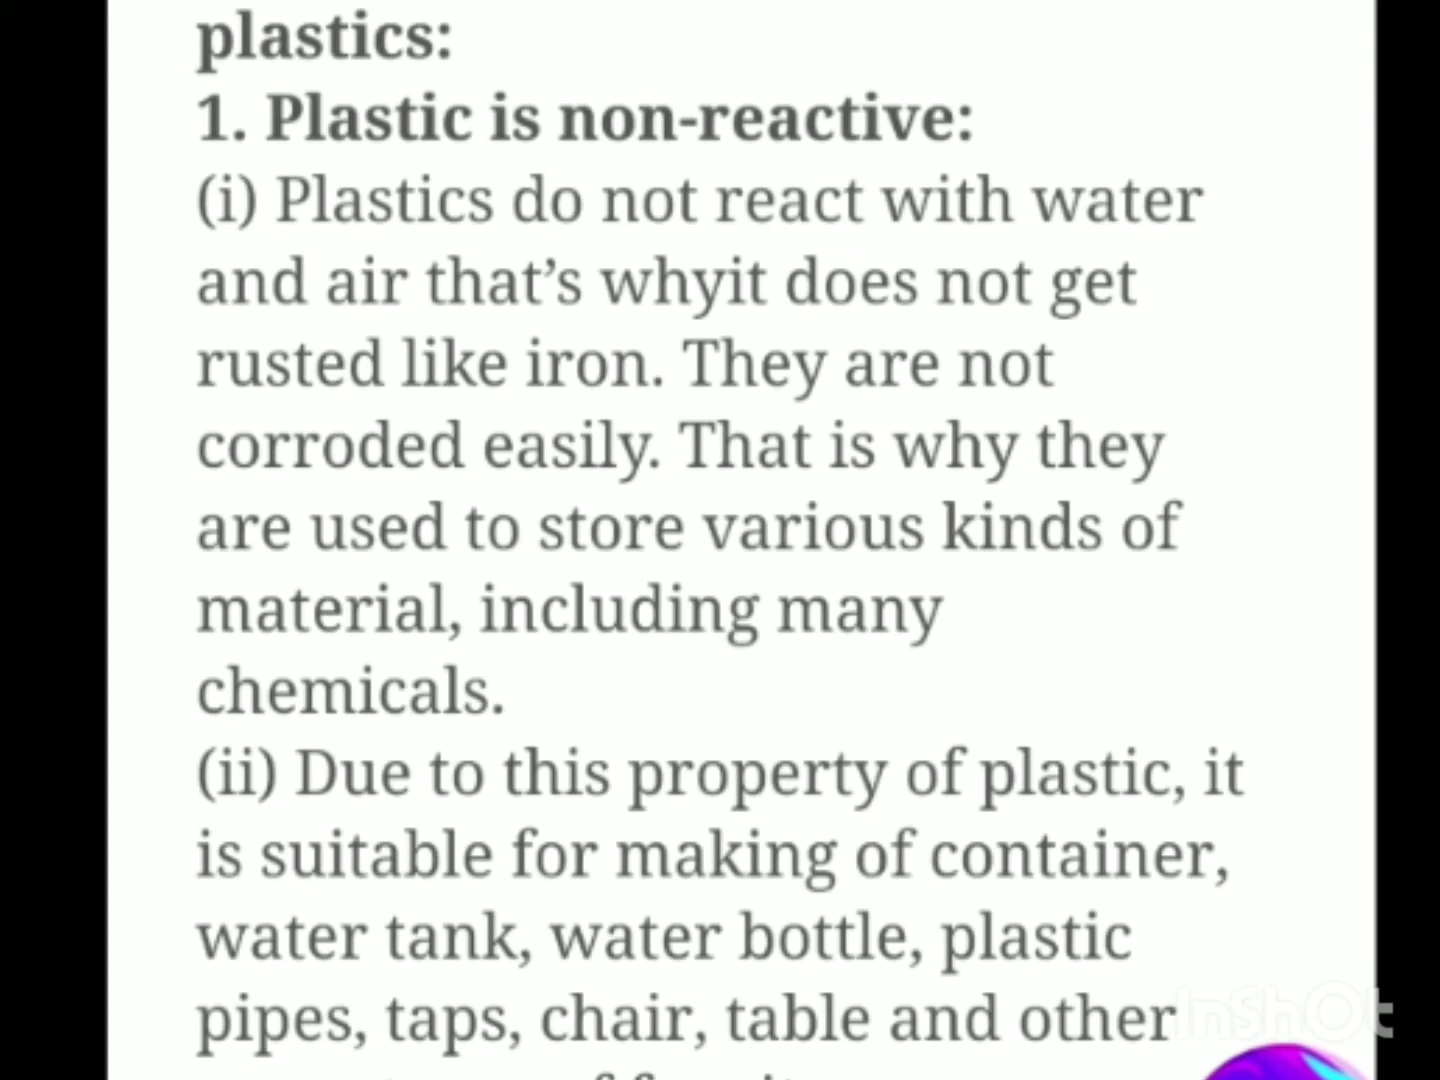 plastics:
1. Plastic is non-reactive:
(i) Plastics do not react with water
and air that’s whyit does not get
rusted like iron. They are not
corroded easily. That is why they
are used to store various kinds of
material, including many
chemicals.
(ii) Due to this property of plastic, it
is suitable for making of container,
water tank, water bottle, plastic
pipes, taps, chair, table and other
InShOt